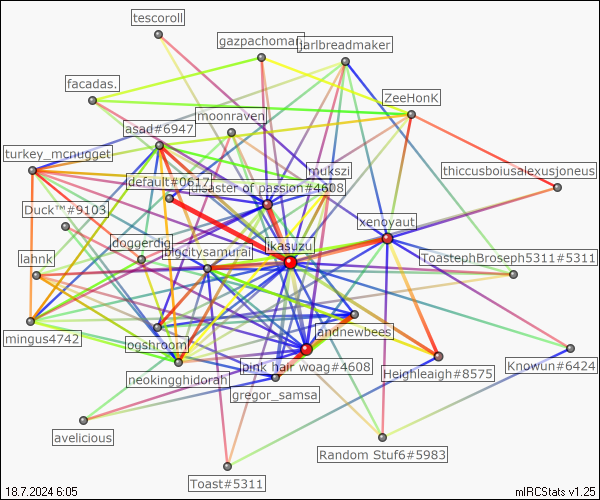 tescoroll
gazpachoman
jarlbreadmaker
facadas.
ZeeHonK
moonraven
asad#6947
turkey_mcnugget
mukszi
thiccusboiusalexusjoneus
default#0617
disaster of passion#4608
Duck™#9103
xenoyaut
doggerdig
ikasuzu
bigcitysamurai
ToastephBroseph5311#5311
lahnk
mingus4742
andnewbees
ogshroom
pink hair woag#4608
Knowun#6424
Heighleaigh#8575
neokingghidorah
gregor_samsa
avelicious
Random Stuf6#5983
Toast#5311
18.7.2024 6:05
mIRCStats v1.25